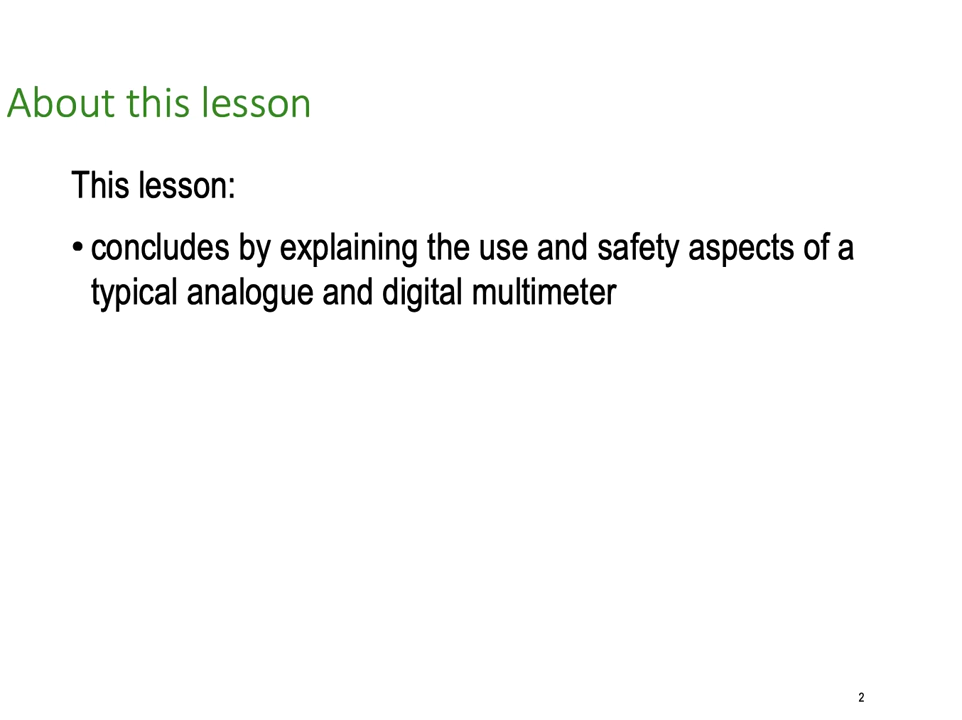 About this lesson
This lesson:
• concludes by explaining the use and safety aspects of a
typical analogue and digital multimeter
2